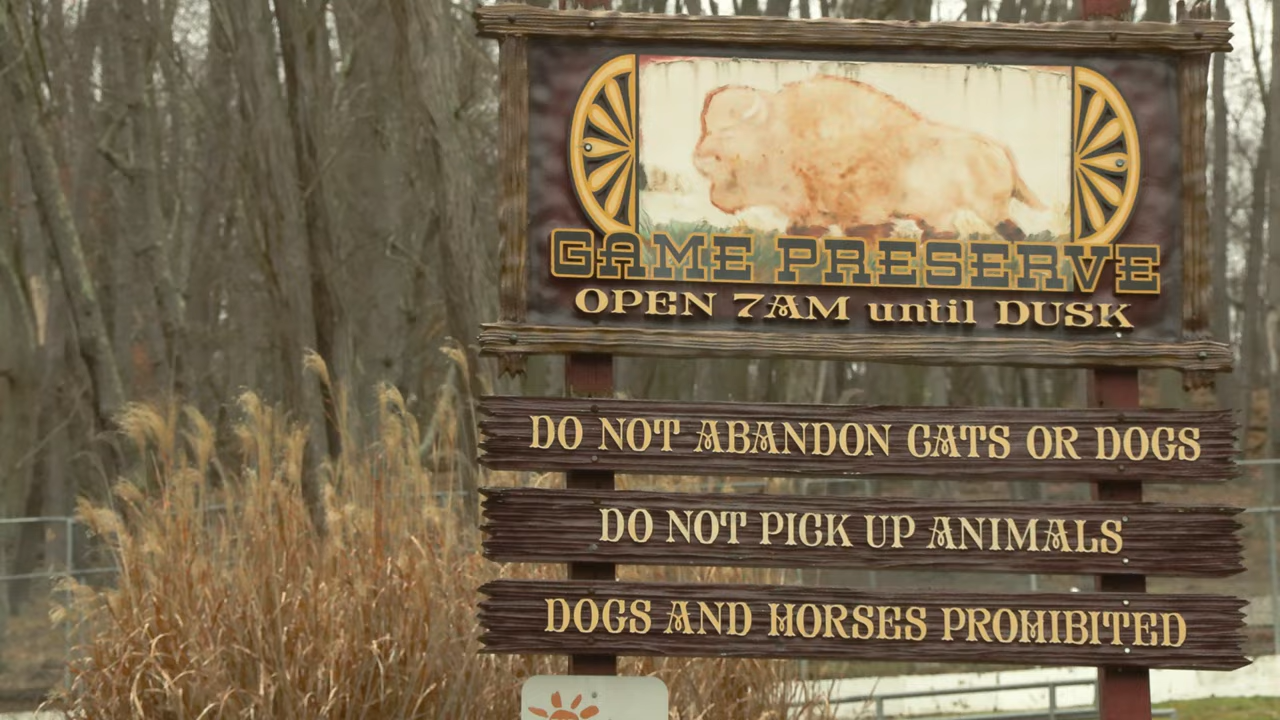 GAME PRESERVE
OPEN 7AM until DUSK
DO NOT ABANDON CATS OR DOGS
DO NOT PICK UP ANIMALS
DOGS AND HORSES PROHIBITED